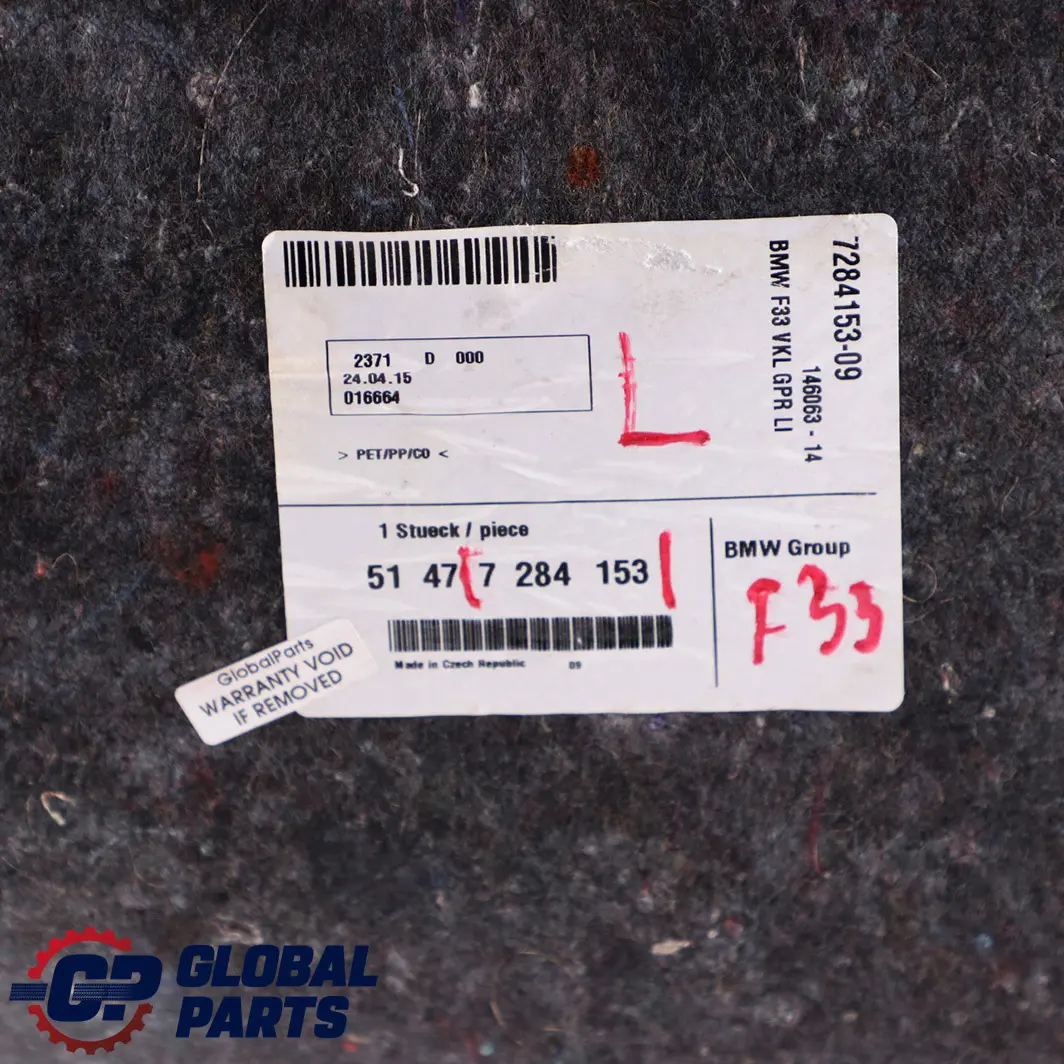 7284153-09
146063 - 14
BMW F33 VKL GPR LI
2371 D 000
24.04.15
016664
L
> PET/PP/CO <
1 Stueck / piece
51 47 7 284 153
Made in Czech Republic 09
BMW Group
F33
GlobalParts
WARRANTY VOID
IF REMOVED
GP GLOBAL
PARTS